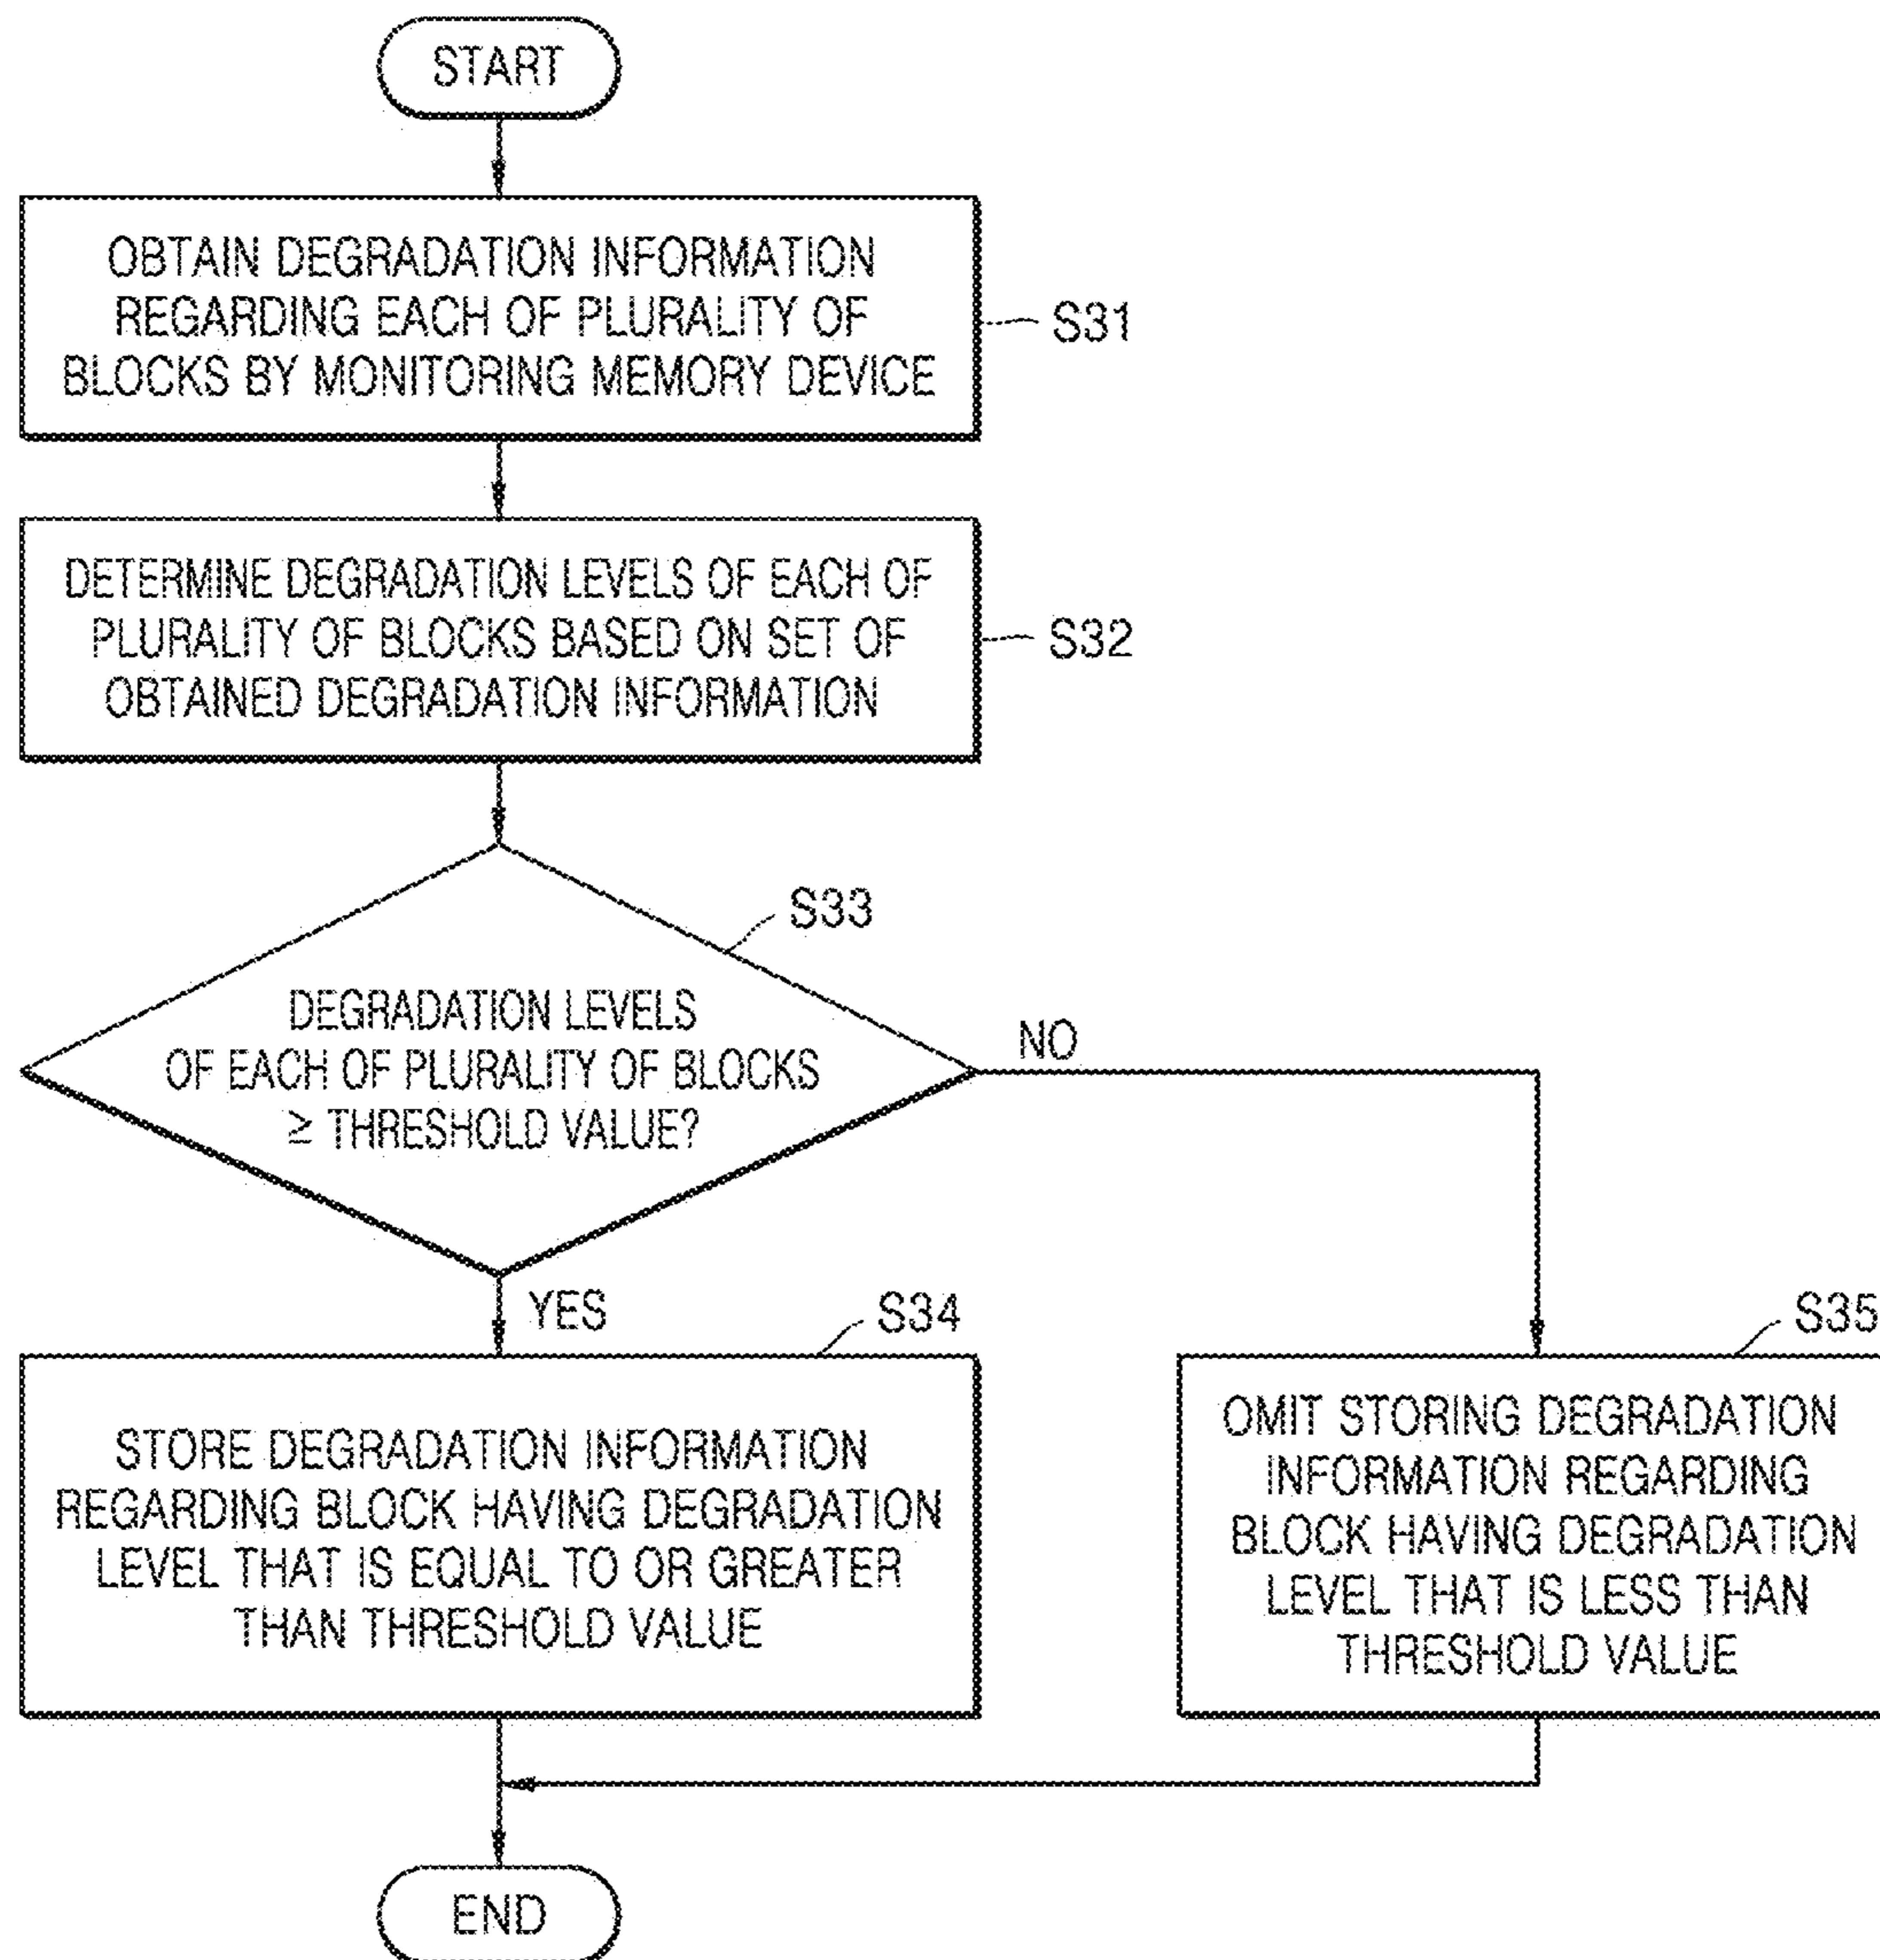 START
OBTAIN DEGRADATION INFORMATION
REGARDING EACH OF PLURALITY OF
BLOCKS BY MONITORING MEMORY DEVICE
S31
DETERMINE DEGRADATION LEVELS OF EACH OF
PLURALITY OF BLOCKS BASED ON SET OF
OBTAINED DEGRADATION INFORMATION
S32
S33
DEGRADATION LEVELS
OF EACH OF PLURALITY OF BLOCKS
≥ THRESHOLD VALUE?
NO
YES
S34
STORE DEGRADATION INFORMATION
REGARDING BLOCK HAVING DEGRADATION
LEVEL THAT IS EQUAL TO OR GREATER
THAN THRESHOLD VALUE
S35
OMIT STORING DEGRADATION
INFORMATION REGARDING
BLOCK HAVING DEGRADATION
LEVEL THAT IS LESS THAN
THRESHOLD VALUE
END